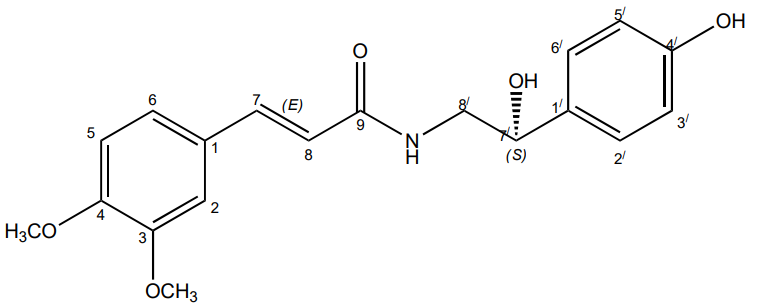 5/
OH
4/
6/
O
OH
1/
3/
2/
8/
7/
(S)
7
(E)
6
9
N
H
5
1
8
2
4
3
H₃CO
OCH₃